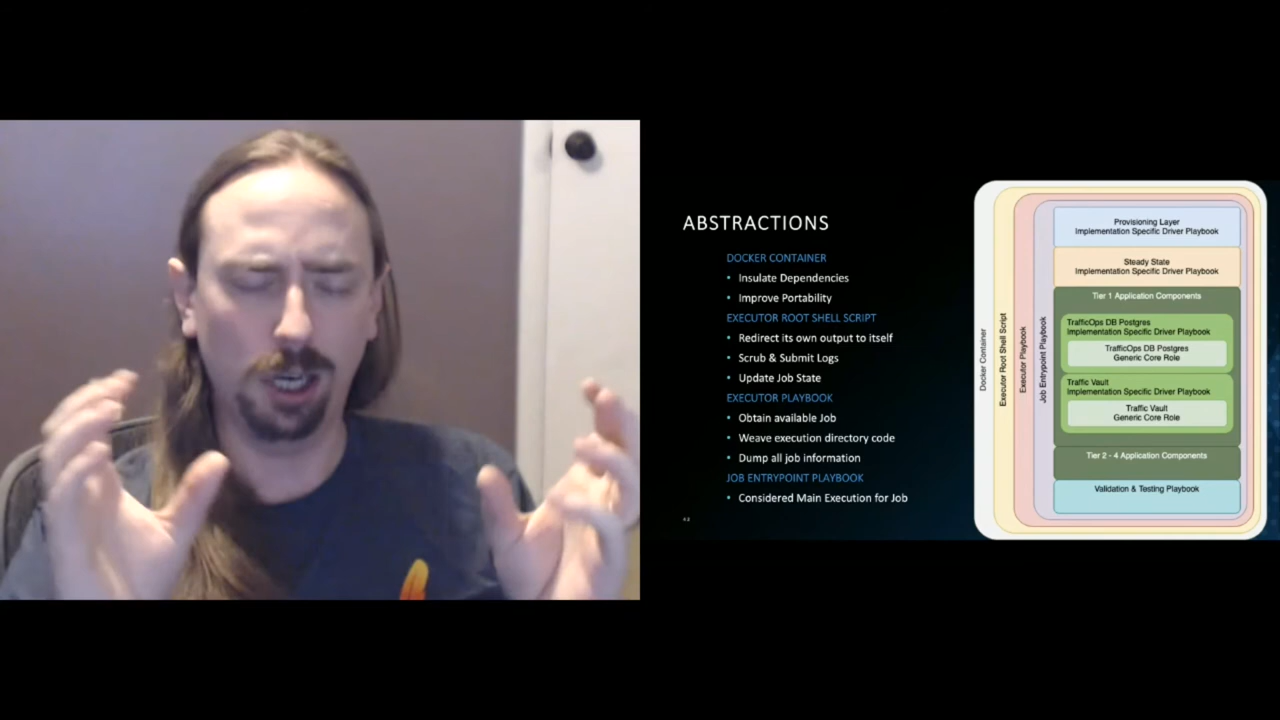 ABSTRACTIONS
DOCKER CONTAINER
• Insulate Dependencies
• Improve Portability
EXECUTOR ROOT SHELL SCRIPT
• Redirect its own output to itself
• Scrub & Submit Logs
• Update Job State
EXECUTOR PLAYBOOK
• Obtain available Job
• Weave execution directory code
• Dump all job information
JOB ENTRYPOINT PLAYBOOK
• Considered Main Execution for Job
Docker Container
Executor Root Shell Script
Executor Playbook
Job Entrypoint Playbook
Provisioning Layer
Implementation Specific Driver Playbook
Steady State
Implementation Specific Driver Playbook
Tier 1 Application Components
TrafficOps DB Postgres
Implementation Specific Driver Playbook
TrafficOps DB Postgres
Generic Core Role
Traffic Vault
Implementation Specific Driver Playbook
Traffic Vault
Generic Core Role
Tier 2 - 4 Application Components
Validation & Testing Playbook